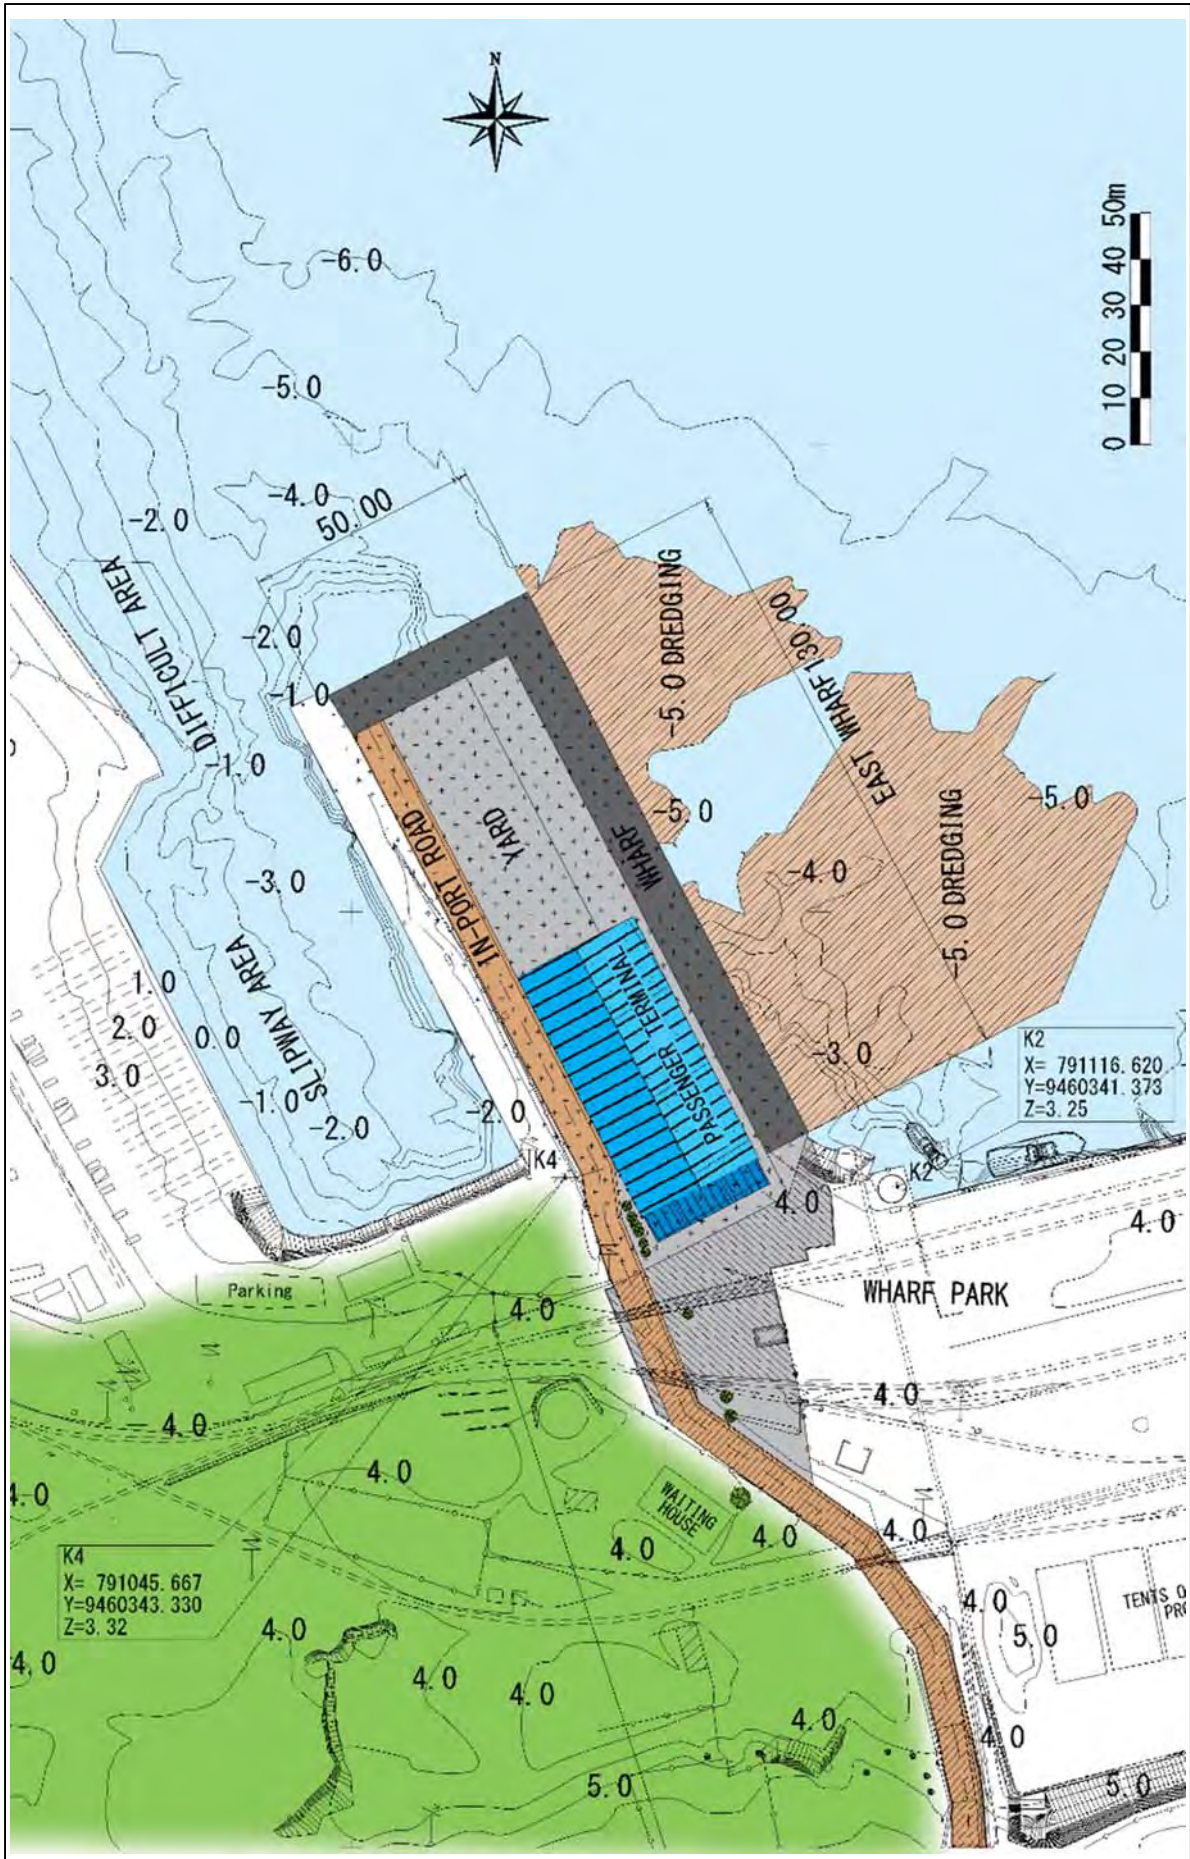 N
50m
40
30
20
10
0
-6.0
-5.0
-4.0
50.00
-2.0
DIFFICULT AREA
-2.0
-1.0
-1.0
-5.0 DREDGING
EAST WHARF 130.00
-5.0
-5.0
-5.0 DREDGING
-4.0
-3.0
IN-PORT ROAD
YARD
WHARF
PASSENGER TERMINAL
-3.0
SLIPWAY AREA
1.0
2.0
0.0
3.0
-1.0
-2.0
-2.0
K4
K2
X= 791116.620
Y=9460341.373
Z=3.25
K2
4.0
4.0
WHARF PARK
Parking
4.0
4.0
4.0
4.0
4.0
WAITING
HOUSE
4.0
4.0
4.0
K4
X= 791045.667
Y=9460343.330
Z=3.32
4.0
4.0
4.0
4.0
4.0
4.0
5.0
TENTS
4.0
5.0
5.0